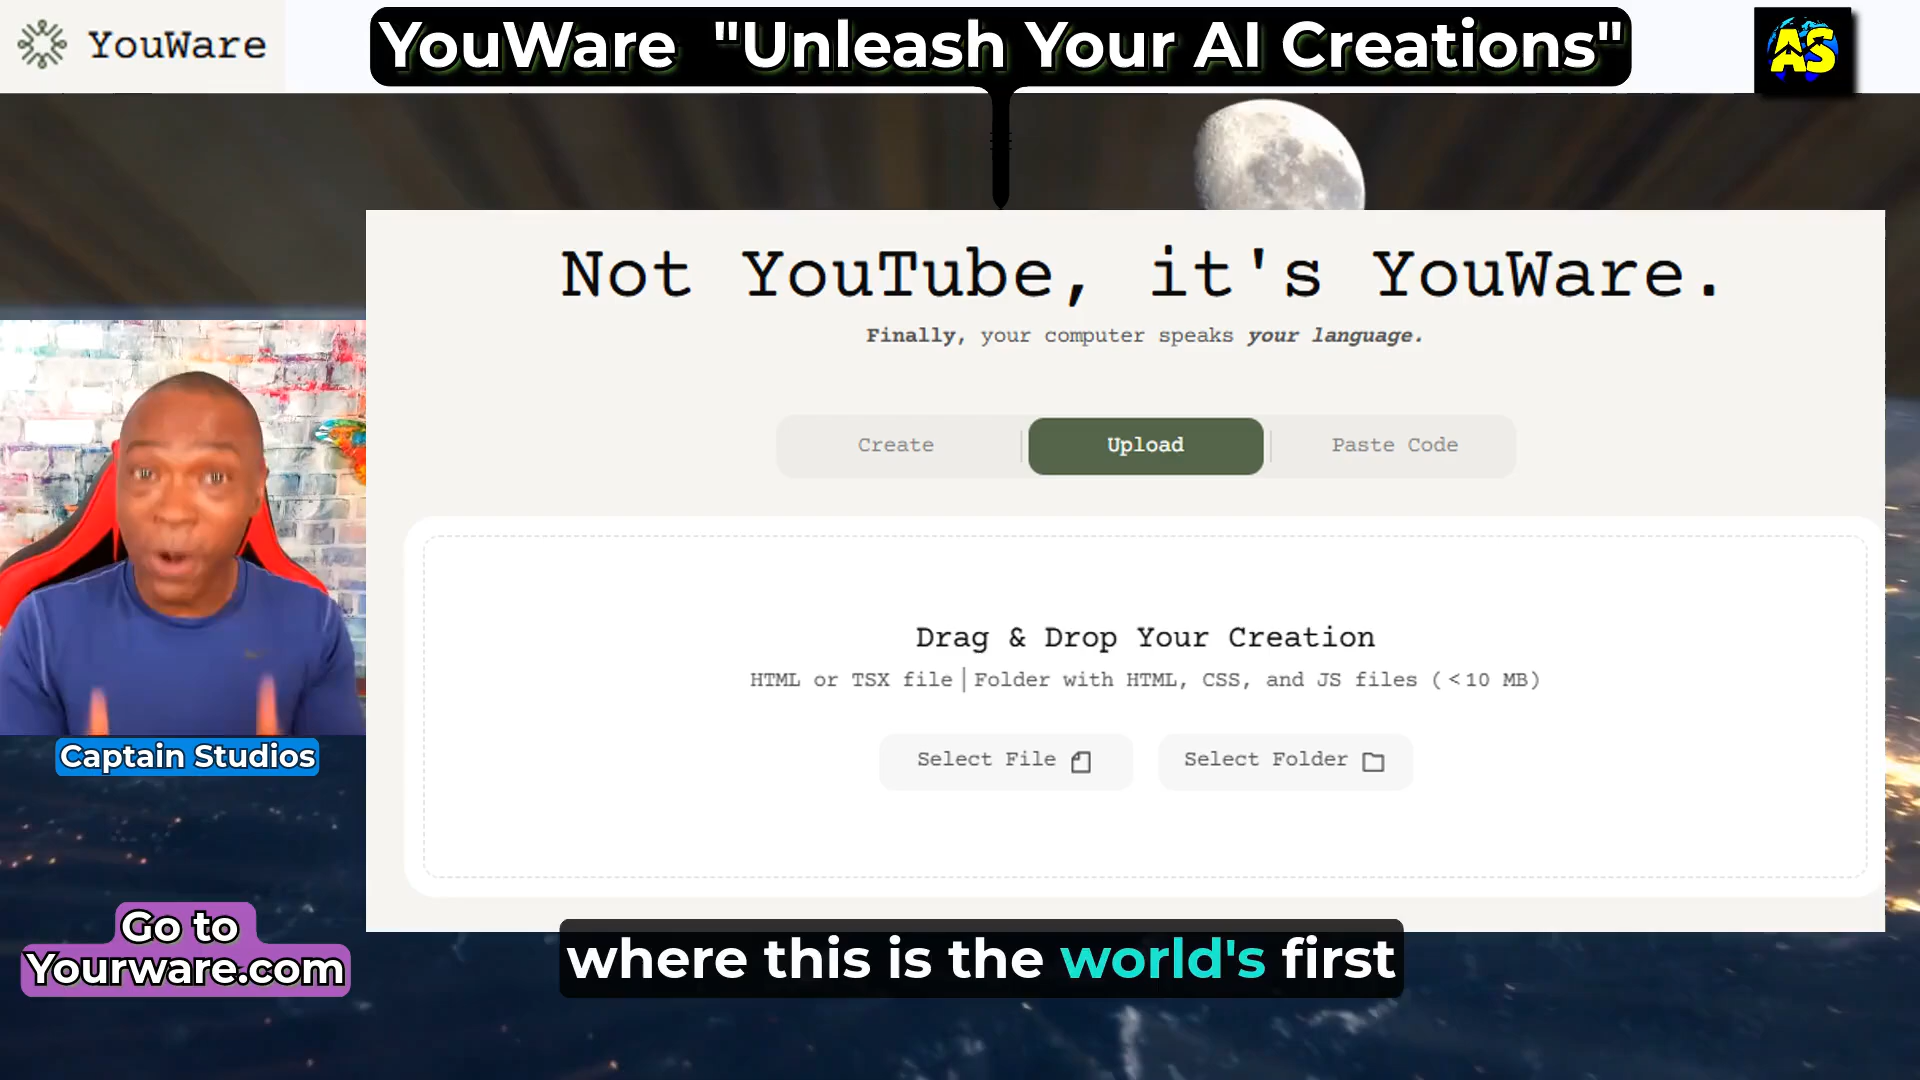 YouWare
YouWare "Unleash Your AI Creations"
AS
Not YouTube, it's YouWare.
Finally, your computer speaks your language.
Create
Upload
Paste Code
Drag & Drop Your Creation
HTML or TSX file | Folder with HTML, CSS, and JS files (<10 MB)
Select File
Select Folder
Captain Studios
Go to
Yourware.com
where this is the world's first